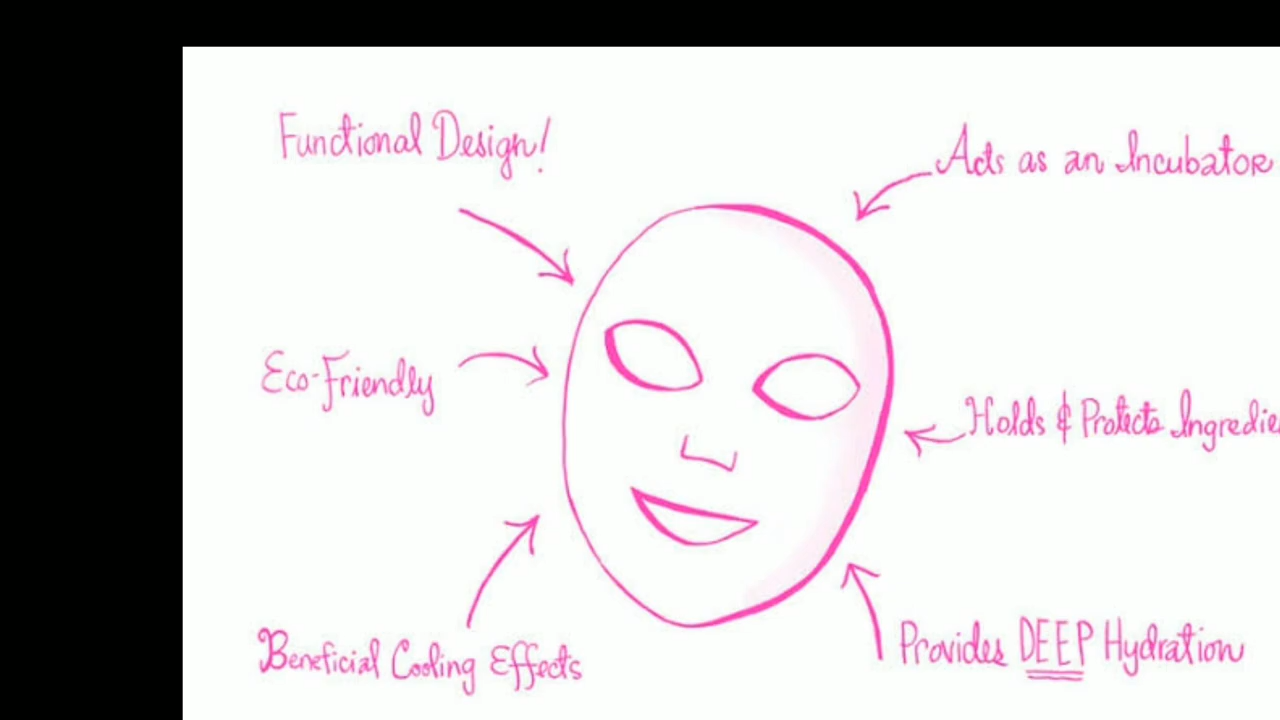 Functional Design!
Acts as an Incubator
Eco-Friendly
Holds & Protects
Beneficial Cooling Effects
Provides DEEP Hydration